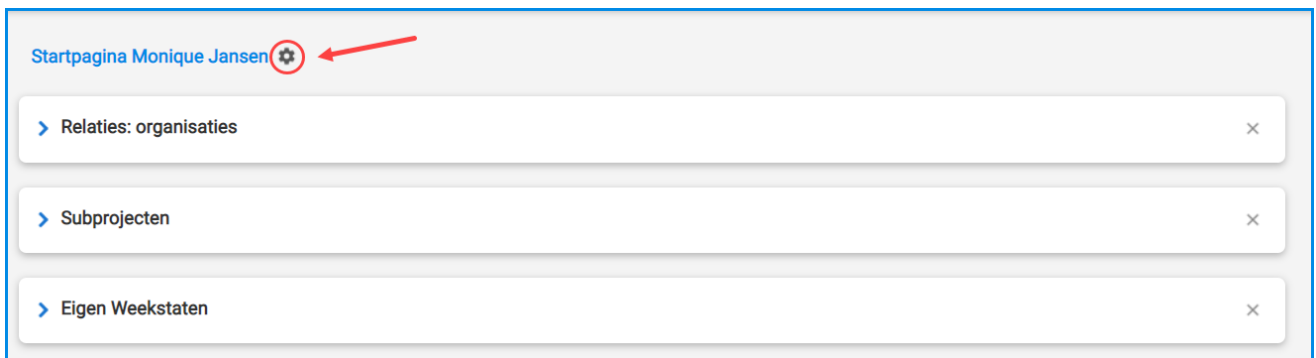 Startpagina Monique Jansen
Relaties: organisaties
Subprojecten
Eigen Weekstaten